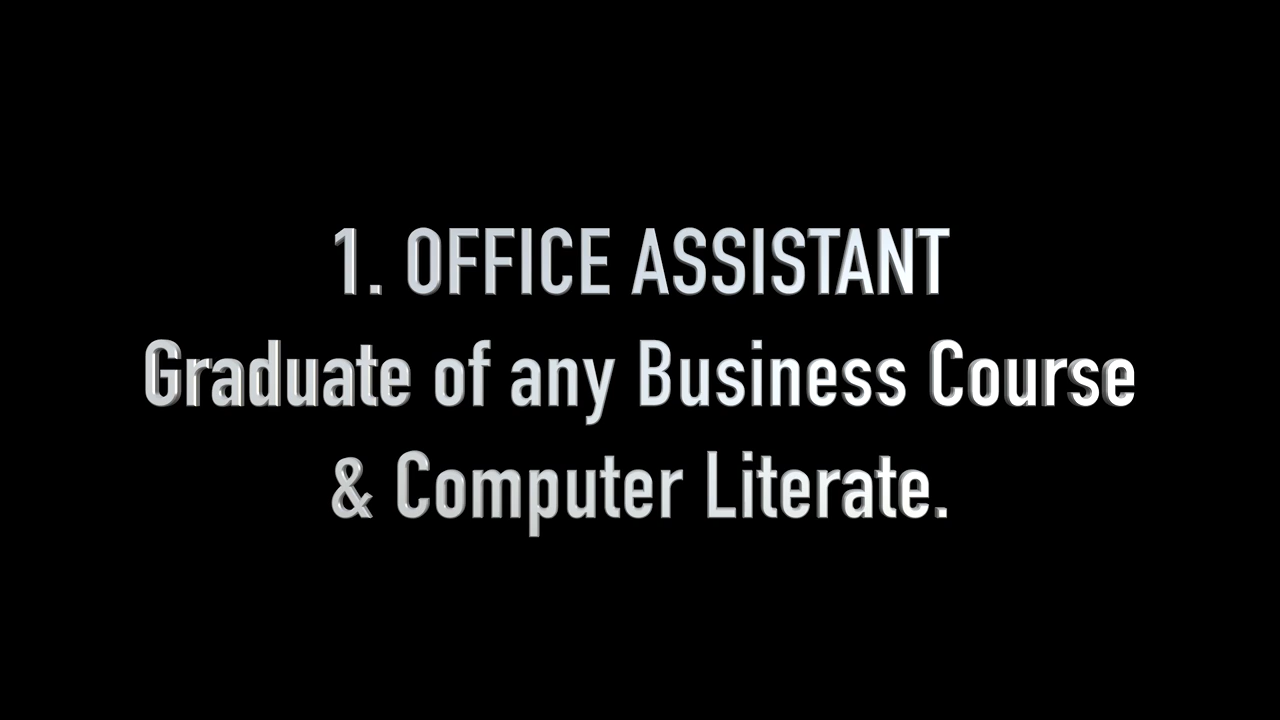 1. OFFICE ASSISTANT
Graduate of any Business Course
& Computer Literate.